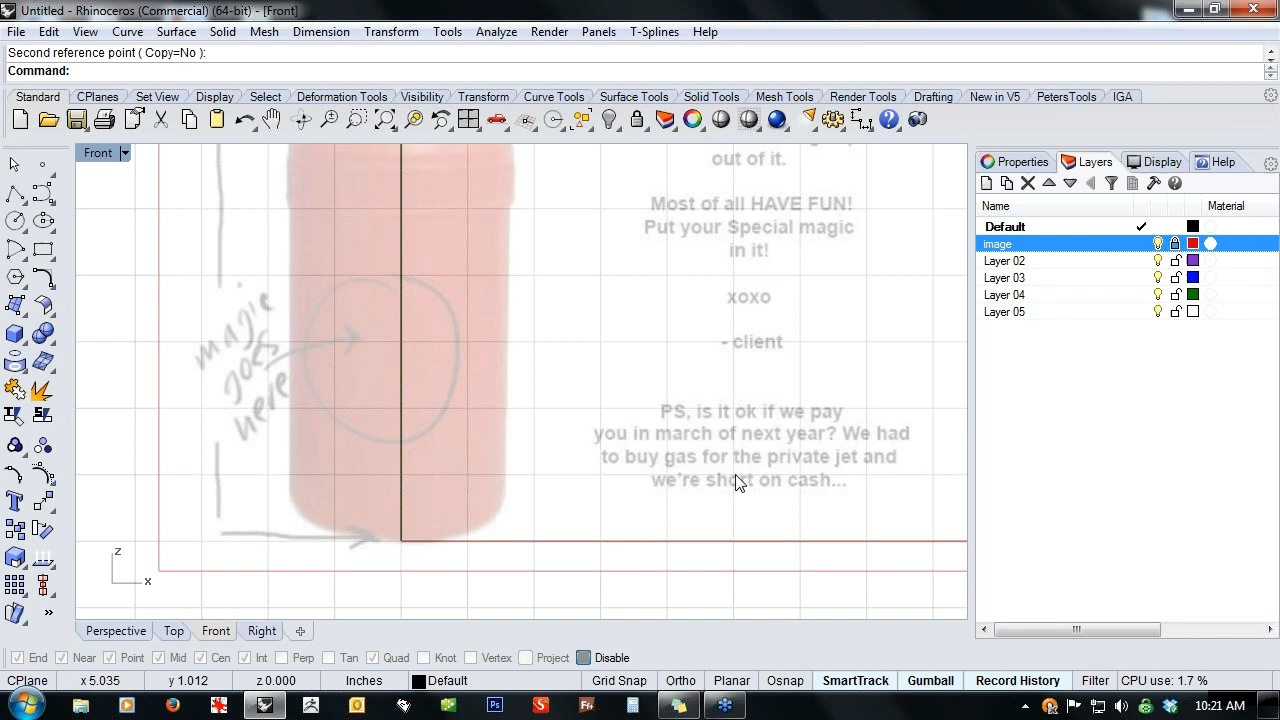 Untitled - Rhinoceros (Commercial) (64-bit) - [Front]
File Edit View Curve Surface Solid Mesh Dimension Transform Tools Analyze Render Panels T-Splines Help
Second reference point ( Copy=No ):
Command:
Standard CPlanes Set View Display Select Deformation Tools Visibility Transform Curve Tools Surface Tools Solid Tools Mesh Tools Render Tools Drafting New in V5 PetersTools IGA
Front
Properties Layers Display Help
Name Material
Default
image
Layer 02
Layer 03
Layer 04
Layer 05
out of it.
Most of all HAVE FUN!
Put your Special magic
in it!
xoxo
- client
PS, is it ok if we pay
you in march of next year? We had
to buy gas for the private jet and
we're short on cash...
magic
goes
here
z
x
Perspective Top Front Right
End Near Point Mid Cen Int Perp Tan Quad Knot Vertex Project Disable
CPlane x 5.035 y 1.012 z 0.000 Inches Default Grid Snap Ortho Planar Osnap SmartTrack Gumball Record History Filter CPU use: 1.7 %
10:21 AM